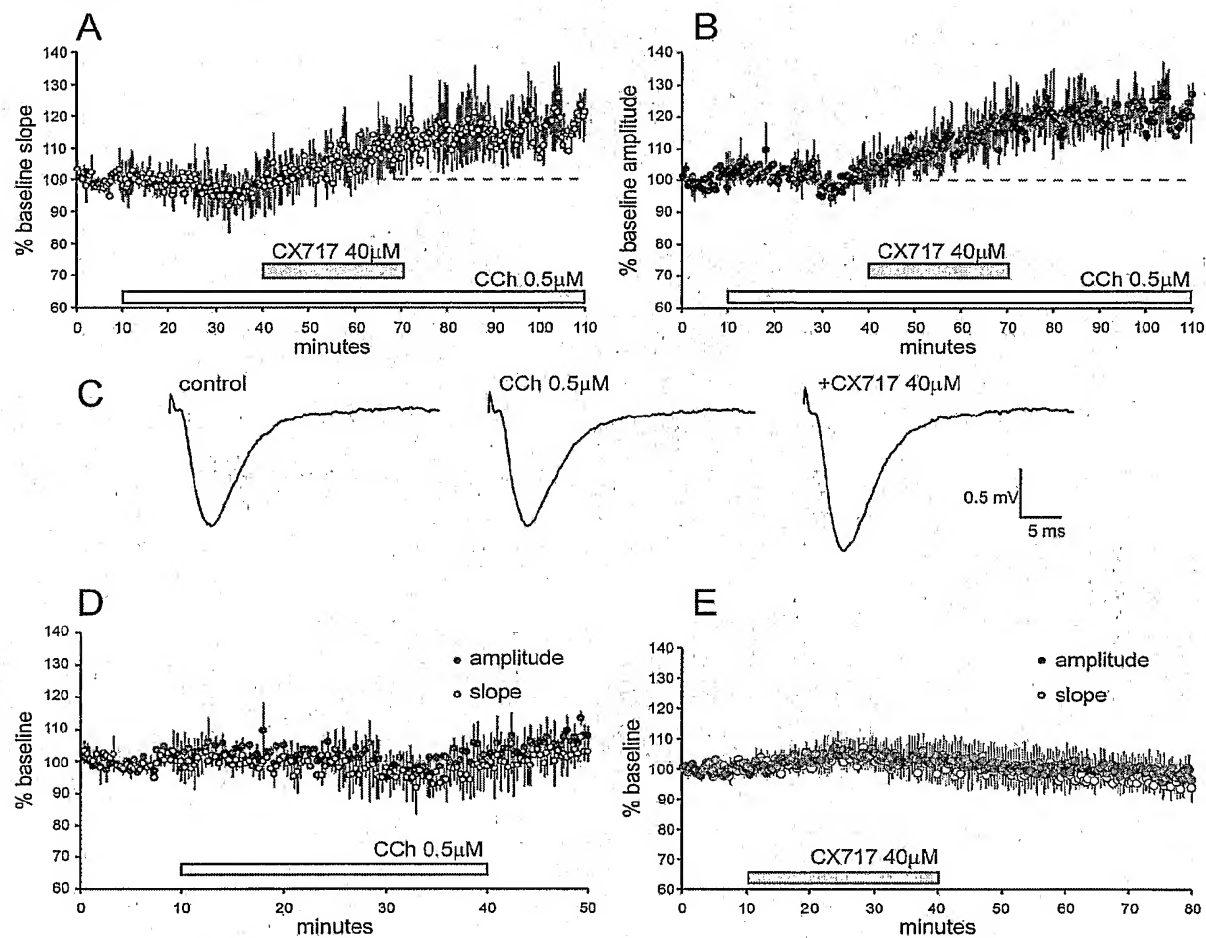 A
% baseline slope
140
130
120
110
100
90
80
70
60
CX717 40µM
CCh 0.5µM
0 10 20 30 40 50 60 70 80 90 100 110
minutes
B
% baseline amplitude
140
130
120
110
100
90
80
70
60
CX717 40µM
CCh 0.5µM
0 10 20 30 40 50 60 70 80 90 100 110
minutes
C
control
CCh 0.5µM
+CX717 40µM
0.5 mV
5 ms
D
% baseline
140
130
120
110
100
90
80
70
60
amplitude
slope
CCh 0.5µM
0 10 20 30 40 50
minutes
E
% baseline
140
130
120
110
100
90
80
70
60
amplitude
slope
CX717 40µM
0 10 20 30 40 50 60 70 80
minutes